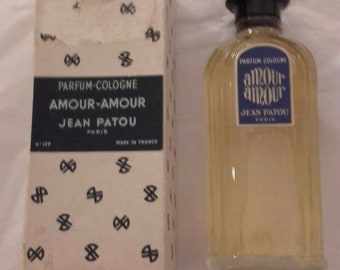 PARFUM-COLOGNE
AMOUR-AMOUR
JEAN PATOU
PARIS
MADE IN FRANCE
PARFUM-COLOGNE
amour
amour
JEAN PATOU
PARIS